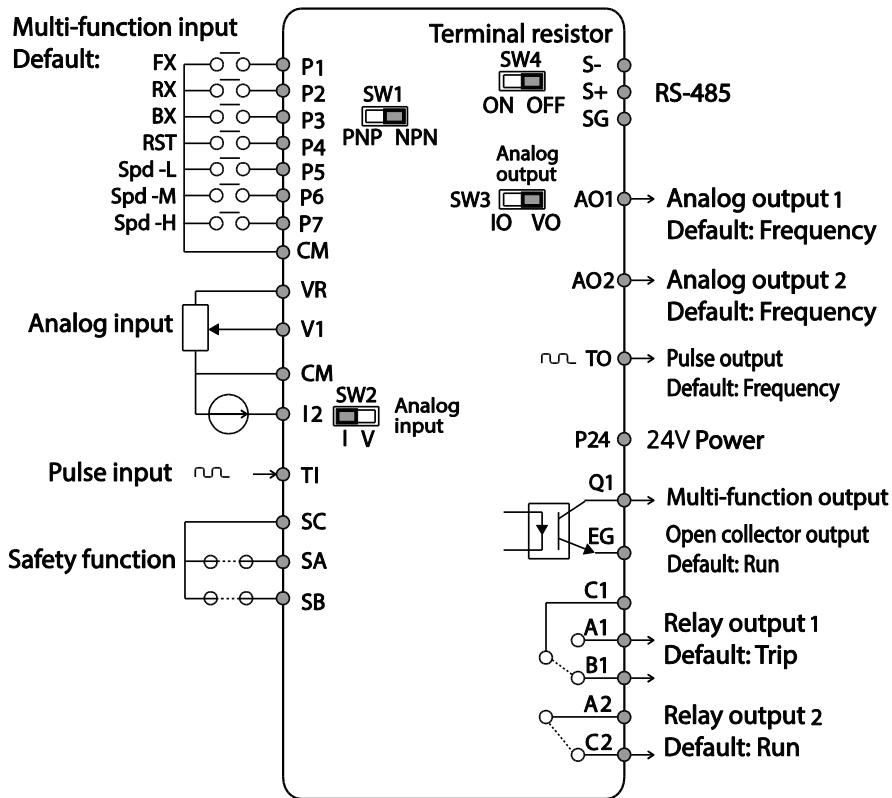 Multi-function input
Default:
FX
P1
RX
P2
BX
P3
RST
P4
Spd -L
P5
Spd -M
P6
Spd -H
P7
CM
SW1
PNP NPN
Analog input
VR
V1
CM
I2
SW2
I V
Analog
input
Pulse input
TI
Safety function
SC
SA
SB
Terminal resistor
SW4
ON OFF
S-
S+
SG
RS-485
Analog
output
SW3
IO VO
AO1
Analog output 1
Default: Frequency
AO2
Analog output 2
Default: Frequency
TO
Pulse output
Default: Frequency
P24
24V Power
Q1
Multi-function output
EG
Open collector output
Default: Run
C1
A1
B1
Relay output 1
Default: Trip
A2
C2
Relay output 2
Default: Run